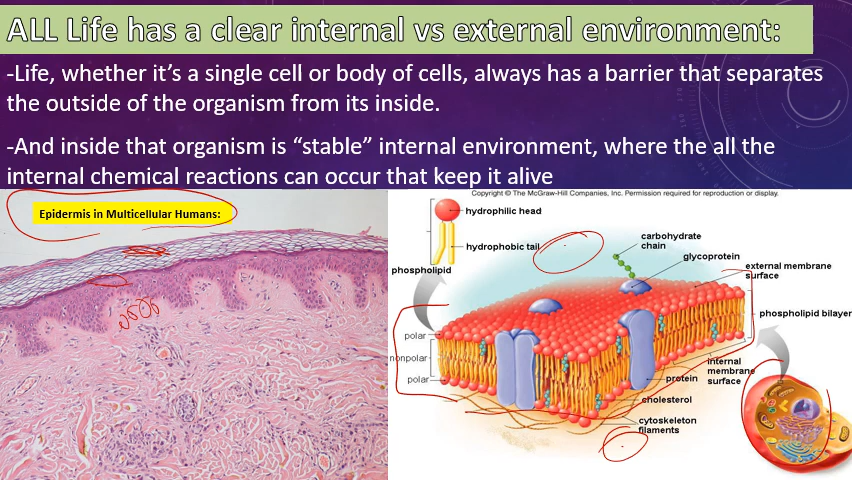 ALL Life has a clear internal vs external environment:
-Life, whether it's a single cell or body of cells, always has a barrier that separates
the outside of the organism from its inside.
-And inside that organism is “stable” internal environment, where the all the
internal chemical reactions can occur that keep it alive
Epidermis in Multicellular Humans:
Copyright © The McGraw-Hill Companies, Inc. Permission required for reproduction or display.
hydrophilic head
hydrophobic tail
phospholipid
carbohydrate
chain
glycoprotein
external membrane
surface
phospholipid bilayer
polar
nonpolar
polar
internal
membrane
surface
protein
cholesterol
cytoskeleton
filaments